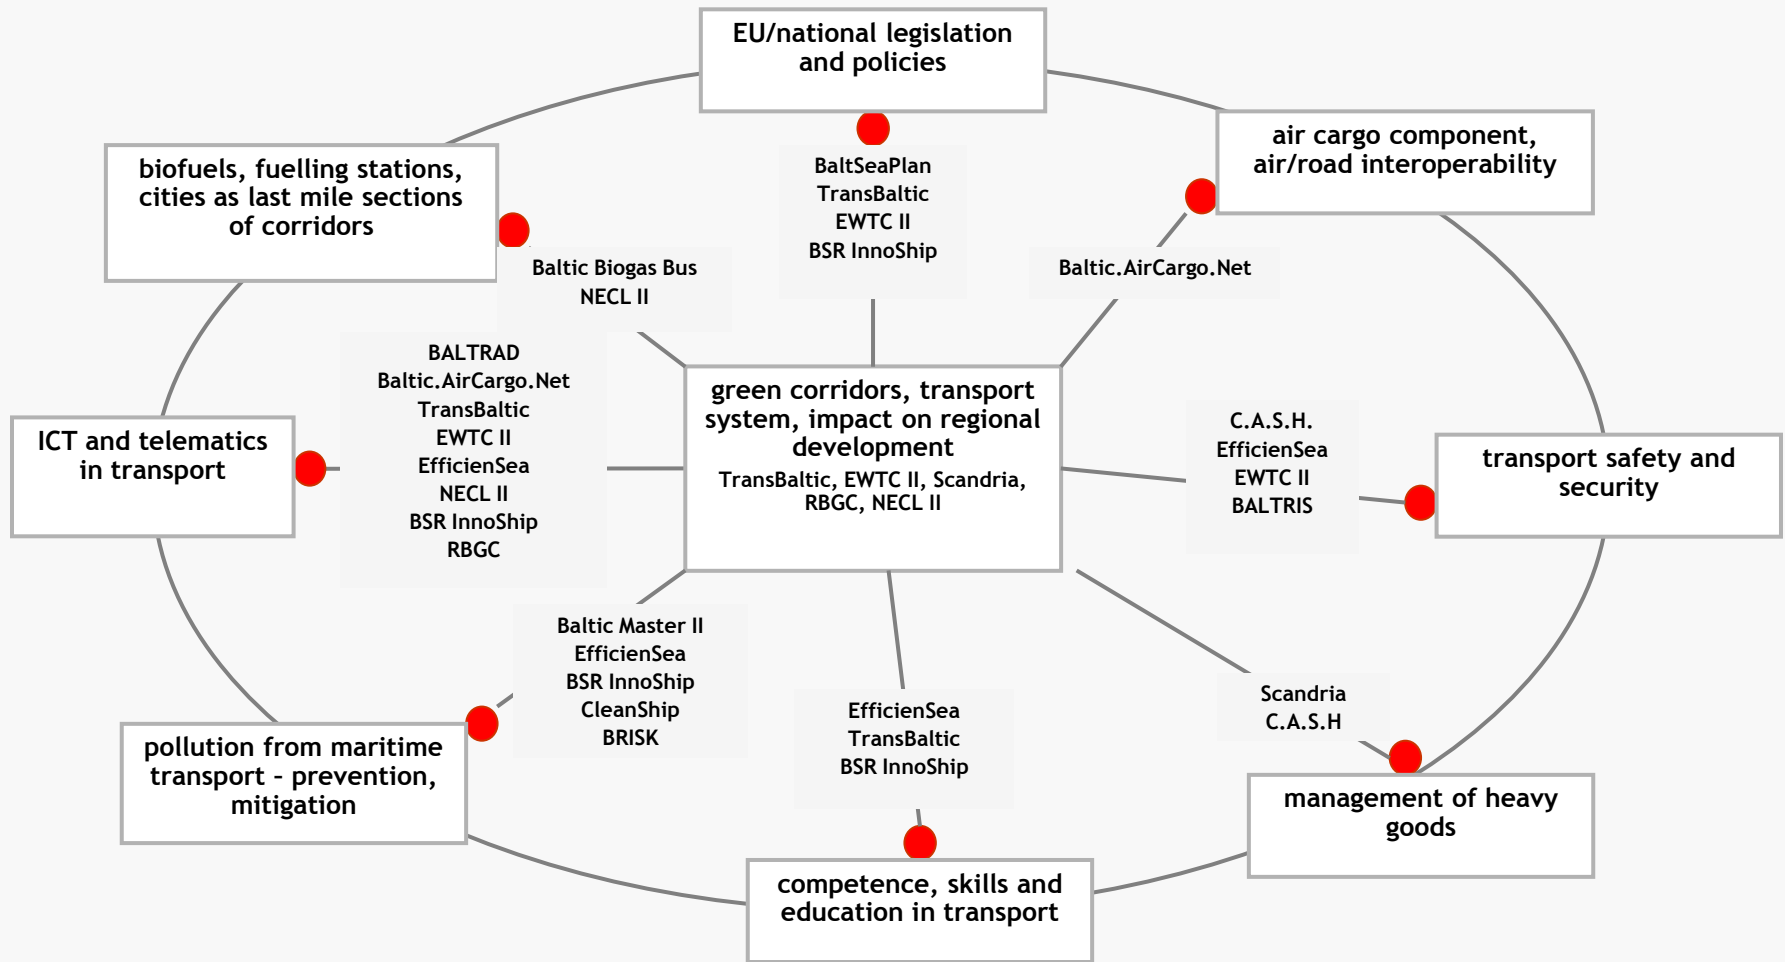 EU/national legislation
and policies
air cargo component,
air/road interoperability
biofuels, fuelling stations,
cities as last mile sections
of corridors
BaltSeaPlan
TransBaltic
EWTC II
BSR InnoShip
Baltic Biogas Bus
NECL II
Baltic.AirCargo.Net
BALTRAD
Baltic.AirCargo.Net
TransBaltic
EWTC II
EfficienSea
NECL II
BSR InnoShip
RBGC
green corridors, transport
system, impact on regional
development
TransBaltic, EWTC II, Scandria,
RBGC, NECL II
C.A.S.H.
EfficienSea
EWTC II
BALTRIS
ICT and telematics
in transport
transport safety and
security
Baltic Master II
EfficienSea
BSR InnoShip
CleanShip
BRISK
EfficienSea
TransBaltic
BSR InnoShip
Scandria
C.A.S.H
pollution from maritime
transport – prevention,
mitigation
management of heavy
goods
competence, skills and
education in transport